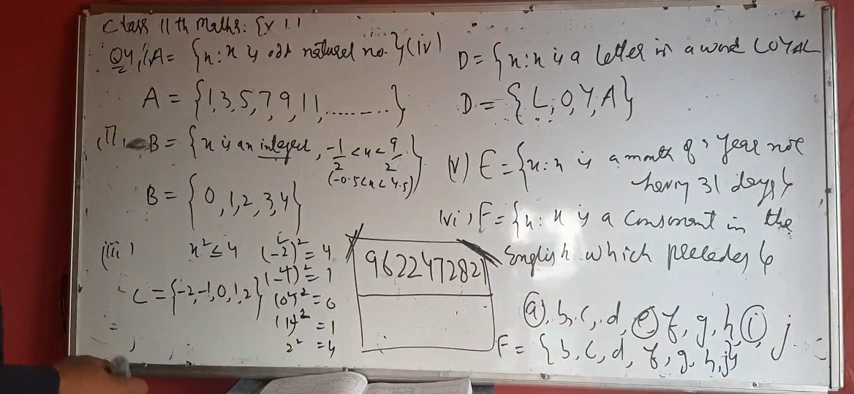 Class 11th Maths: Ex 1.1
Q4, i, A = {x : x is odd natural no.}
A = {1, 3, 5, 7, 9, 11, ..........}
(ii), B = {x is an integer, -1/2 < x < 9/2}
(-0.5 < x < 4.5)
B = {0, 1, 2, 3, 4}
(iii) x² ≤ 4 (-2)² = 4
C = {-2, -1, 0, 1, 2} (-1)² = 1
(0)² = 0
(1)² = 1
2² = 4
9622472821
(iv) D = {x : x is a letter in a word LOYAL
D = {L, O, Y, A}
(v) E = {x : x is a month of a year not
having 31 days}
(vi) F = {x : x is a consonant in the
English which precedes k
a, b, c, d, e, f, g, h, i, j
F = {b, c, d, f, g, h, j}